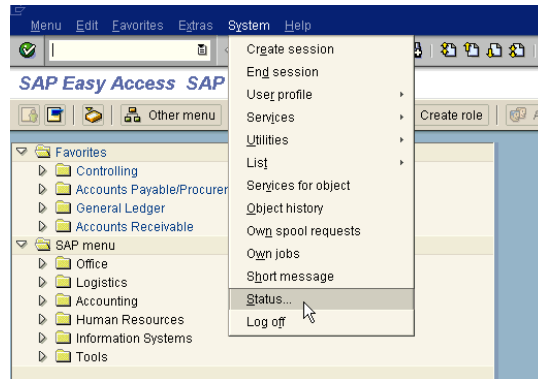 Menu Edit Favorites Extras System Help
SAP Easy Access SAP
Other menu
Create role
Create session
End session
User profile
Services
Utilities
List
Services for object
Object history
Own spool requests
Own jobs
Short message
Status...
Log off
Favorites
Controlling
Accounts Payable/Procurer
General Ledger
Accounts Receivable
SAP menu
Office
Logistics
Accounting
Human Resources
Information Systems
Tools